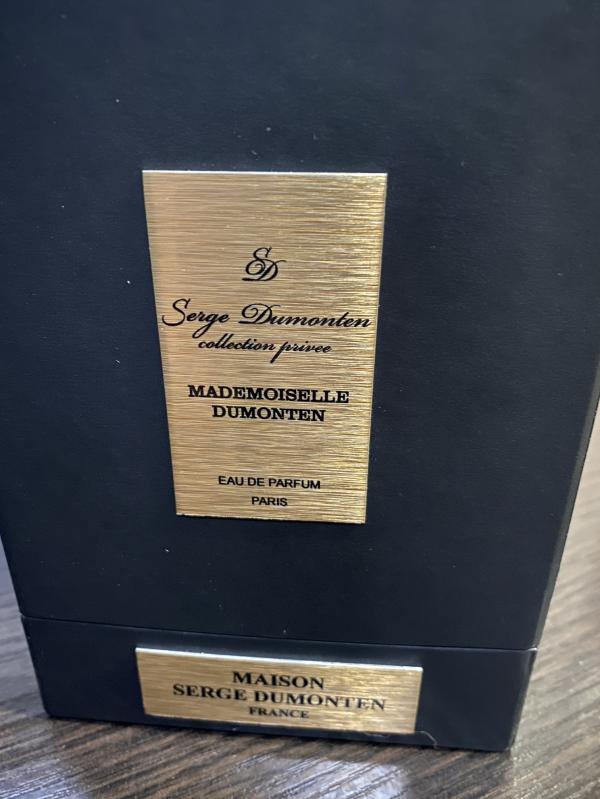 SD
Serge Dumonten
collection privee
MADEMOISELLE
DUMONTEN
EAU DE PARFUM
PARIS
MAISON
SERGE DUMONTEN
FRANCE